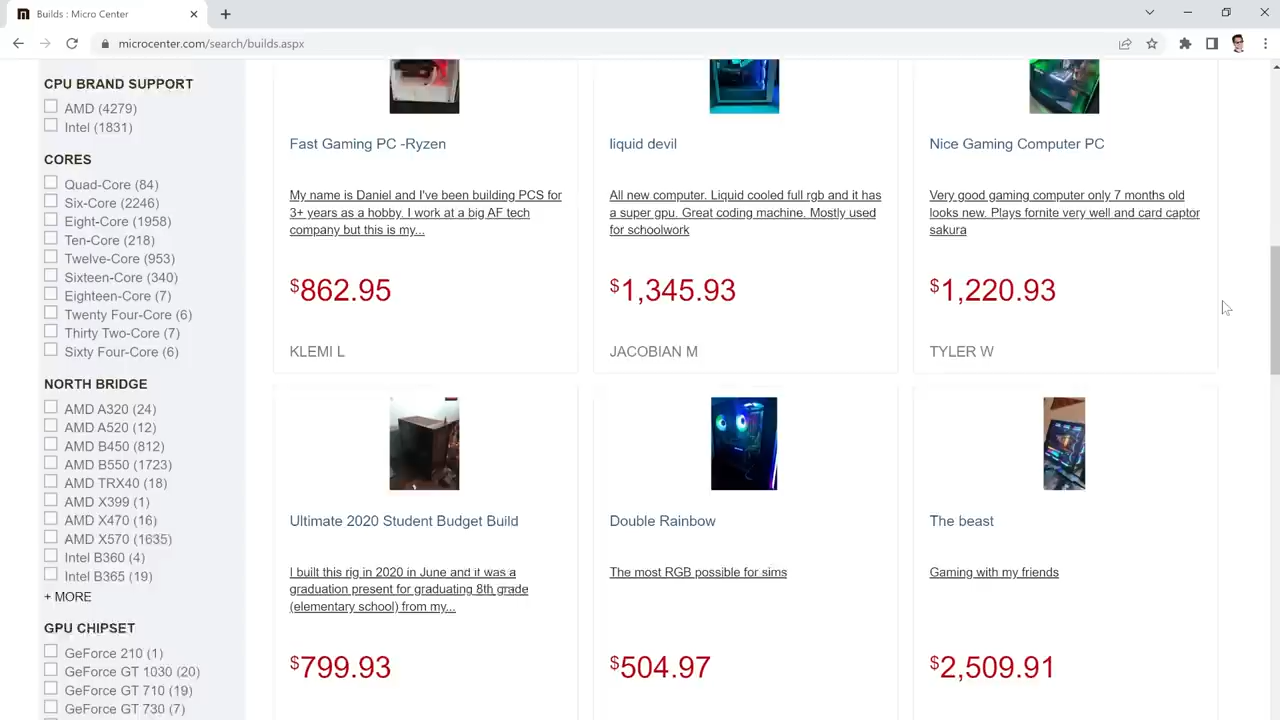 Builds : Micro Center
microcenter.com/search/builds.aspx
CPU BRAND SUPPORT
AMD (4279)
Intel (1831)
CORES
Quad-Core (84)
Six-Core (2246)
Eight-Core (1958)
Ten-Core (218)
Twelve-Core (953)
Sixteen-Core (340)
Eighteen-Core (7)
Twenty Four-Core (6)
Thirty Two-Core (7)
Sixty Four-Core (6)
NORTH BRIDGE
AMD A320 (24)
AMD A520 (12)
AMD B450 (812)
AMD B550 (1723)
AMD TRX40 (18)
AMD X399 (1)
AMD X470 (16)
AMD X570 (1635)
Intel B360 (4)
Intel B365 (19)
+ MORE
GPU CHIPSET
GeForce 210 (1)
GeForce GT 1030 (20)
GeForce GT 710 (19)
GeForce GT 730 (7)
Fast Gaming PC -Ryzen
My name is Daniel and I've been building PCS for
3+ years as a hobby. I work at a big AF tech
company but this is my...
$862.95
KLEMI L
liquid devil
All new computer. Liquid cooled full rgb and it has
a super gpu. Great coding machine. Mostly used
for schoolwork
$1,345.93
JACOBIAN M
Nice Gaming Computer PC
Very good gaming computer only 7 months old
looks new. Plays fornite very well and card captor
sakura
$1,220.93
TYLER W
Ultimate 2020 Student Budget Build
I built this rig in 2020 in June and it was a
graduation present for graduating 8th grade
(elementary school) from my...
$799.93
Double Rainbow
The most RGB possible for sims
$504.97
The beast
Gaming with my friends
$2,509.91